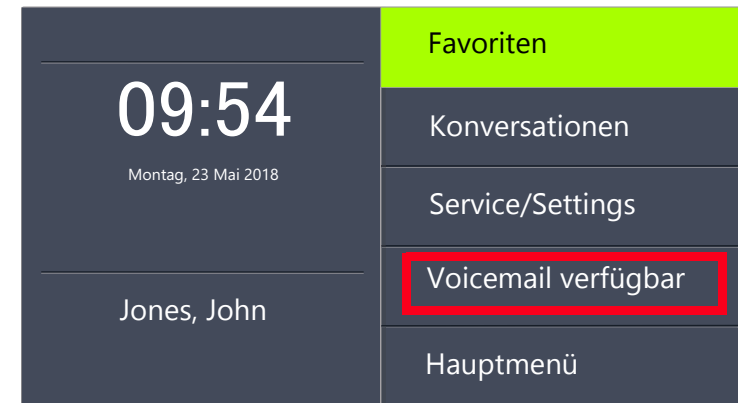 09:54
Montag, 23 Mai 2018
Jones, John
Favoriten
Konversationen
Service/Settings
Voicemail verfügbar
Hauptmenü